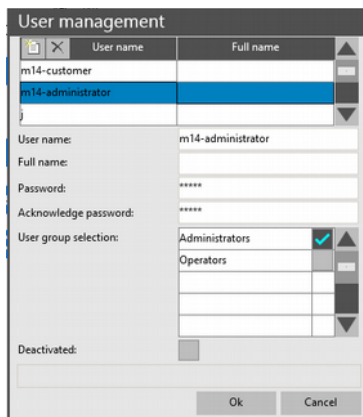 User management
User name Full name
m14-customer
m14-administrator
j
User name: m14-administrator
Full name:
Password: *****
Acknowledge password: *****
User group selection: Administrators
Operators
Deactivated:
Ok Cancel